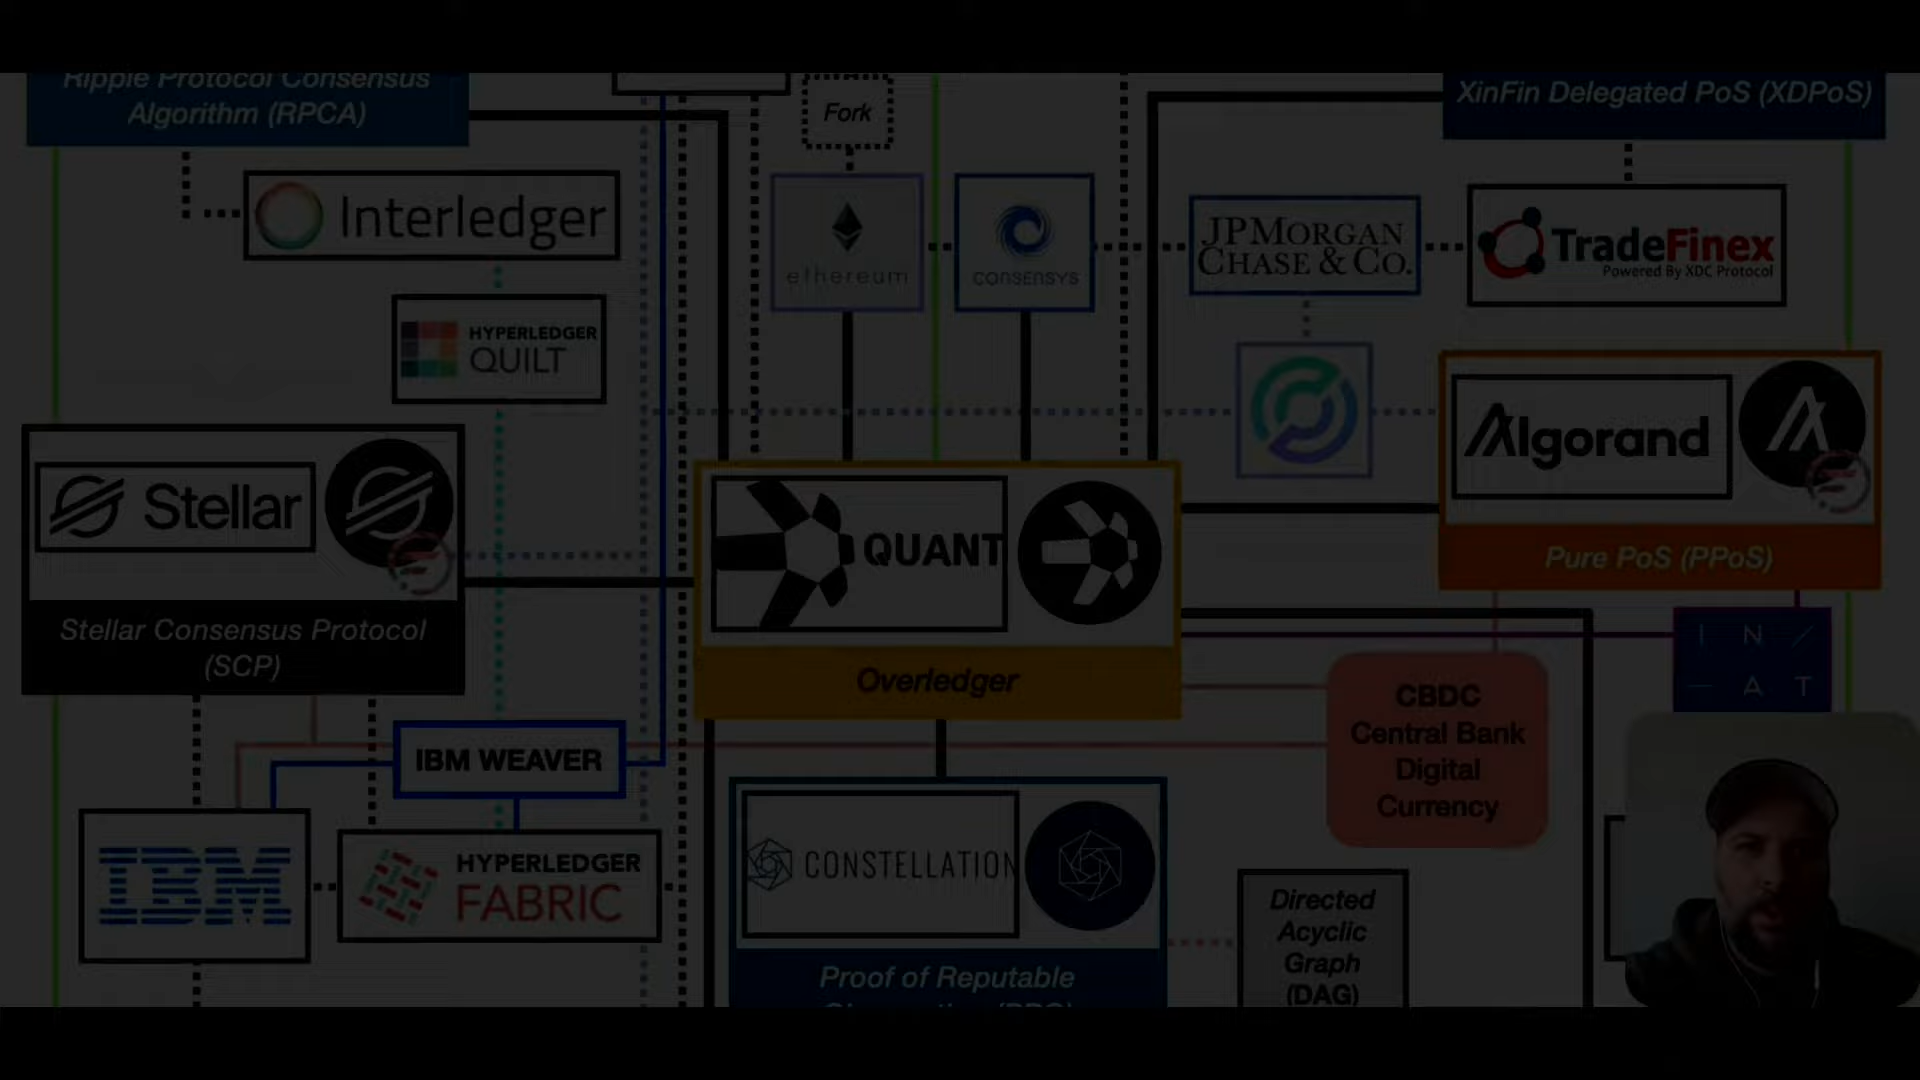 Ripple Protocol Consensus
Algorithm (RPCA)
Fork
XinFin Delegated PoS (XDPoS)
Interledger
ethereum
CONSENSYS
JPMORGAN
CHASE & CO.
TradeFinex
Powered By XDC Protocol
HYPERLEDGER
QUILT
Algorand
Pure PoS (PPoS)
Stellar
Stellar Consensus Protocol
(SCP)
QUANT
Overledger
I N /
— A T
CBDC
Central Bank
Digital
Currency
IBM WEAVER
IBM
HYPERLEDGER
FABRIC
CONSTELLATION
Proof of Reputable
Directed
Acyclic
Graph
(DAG)